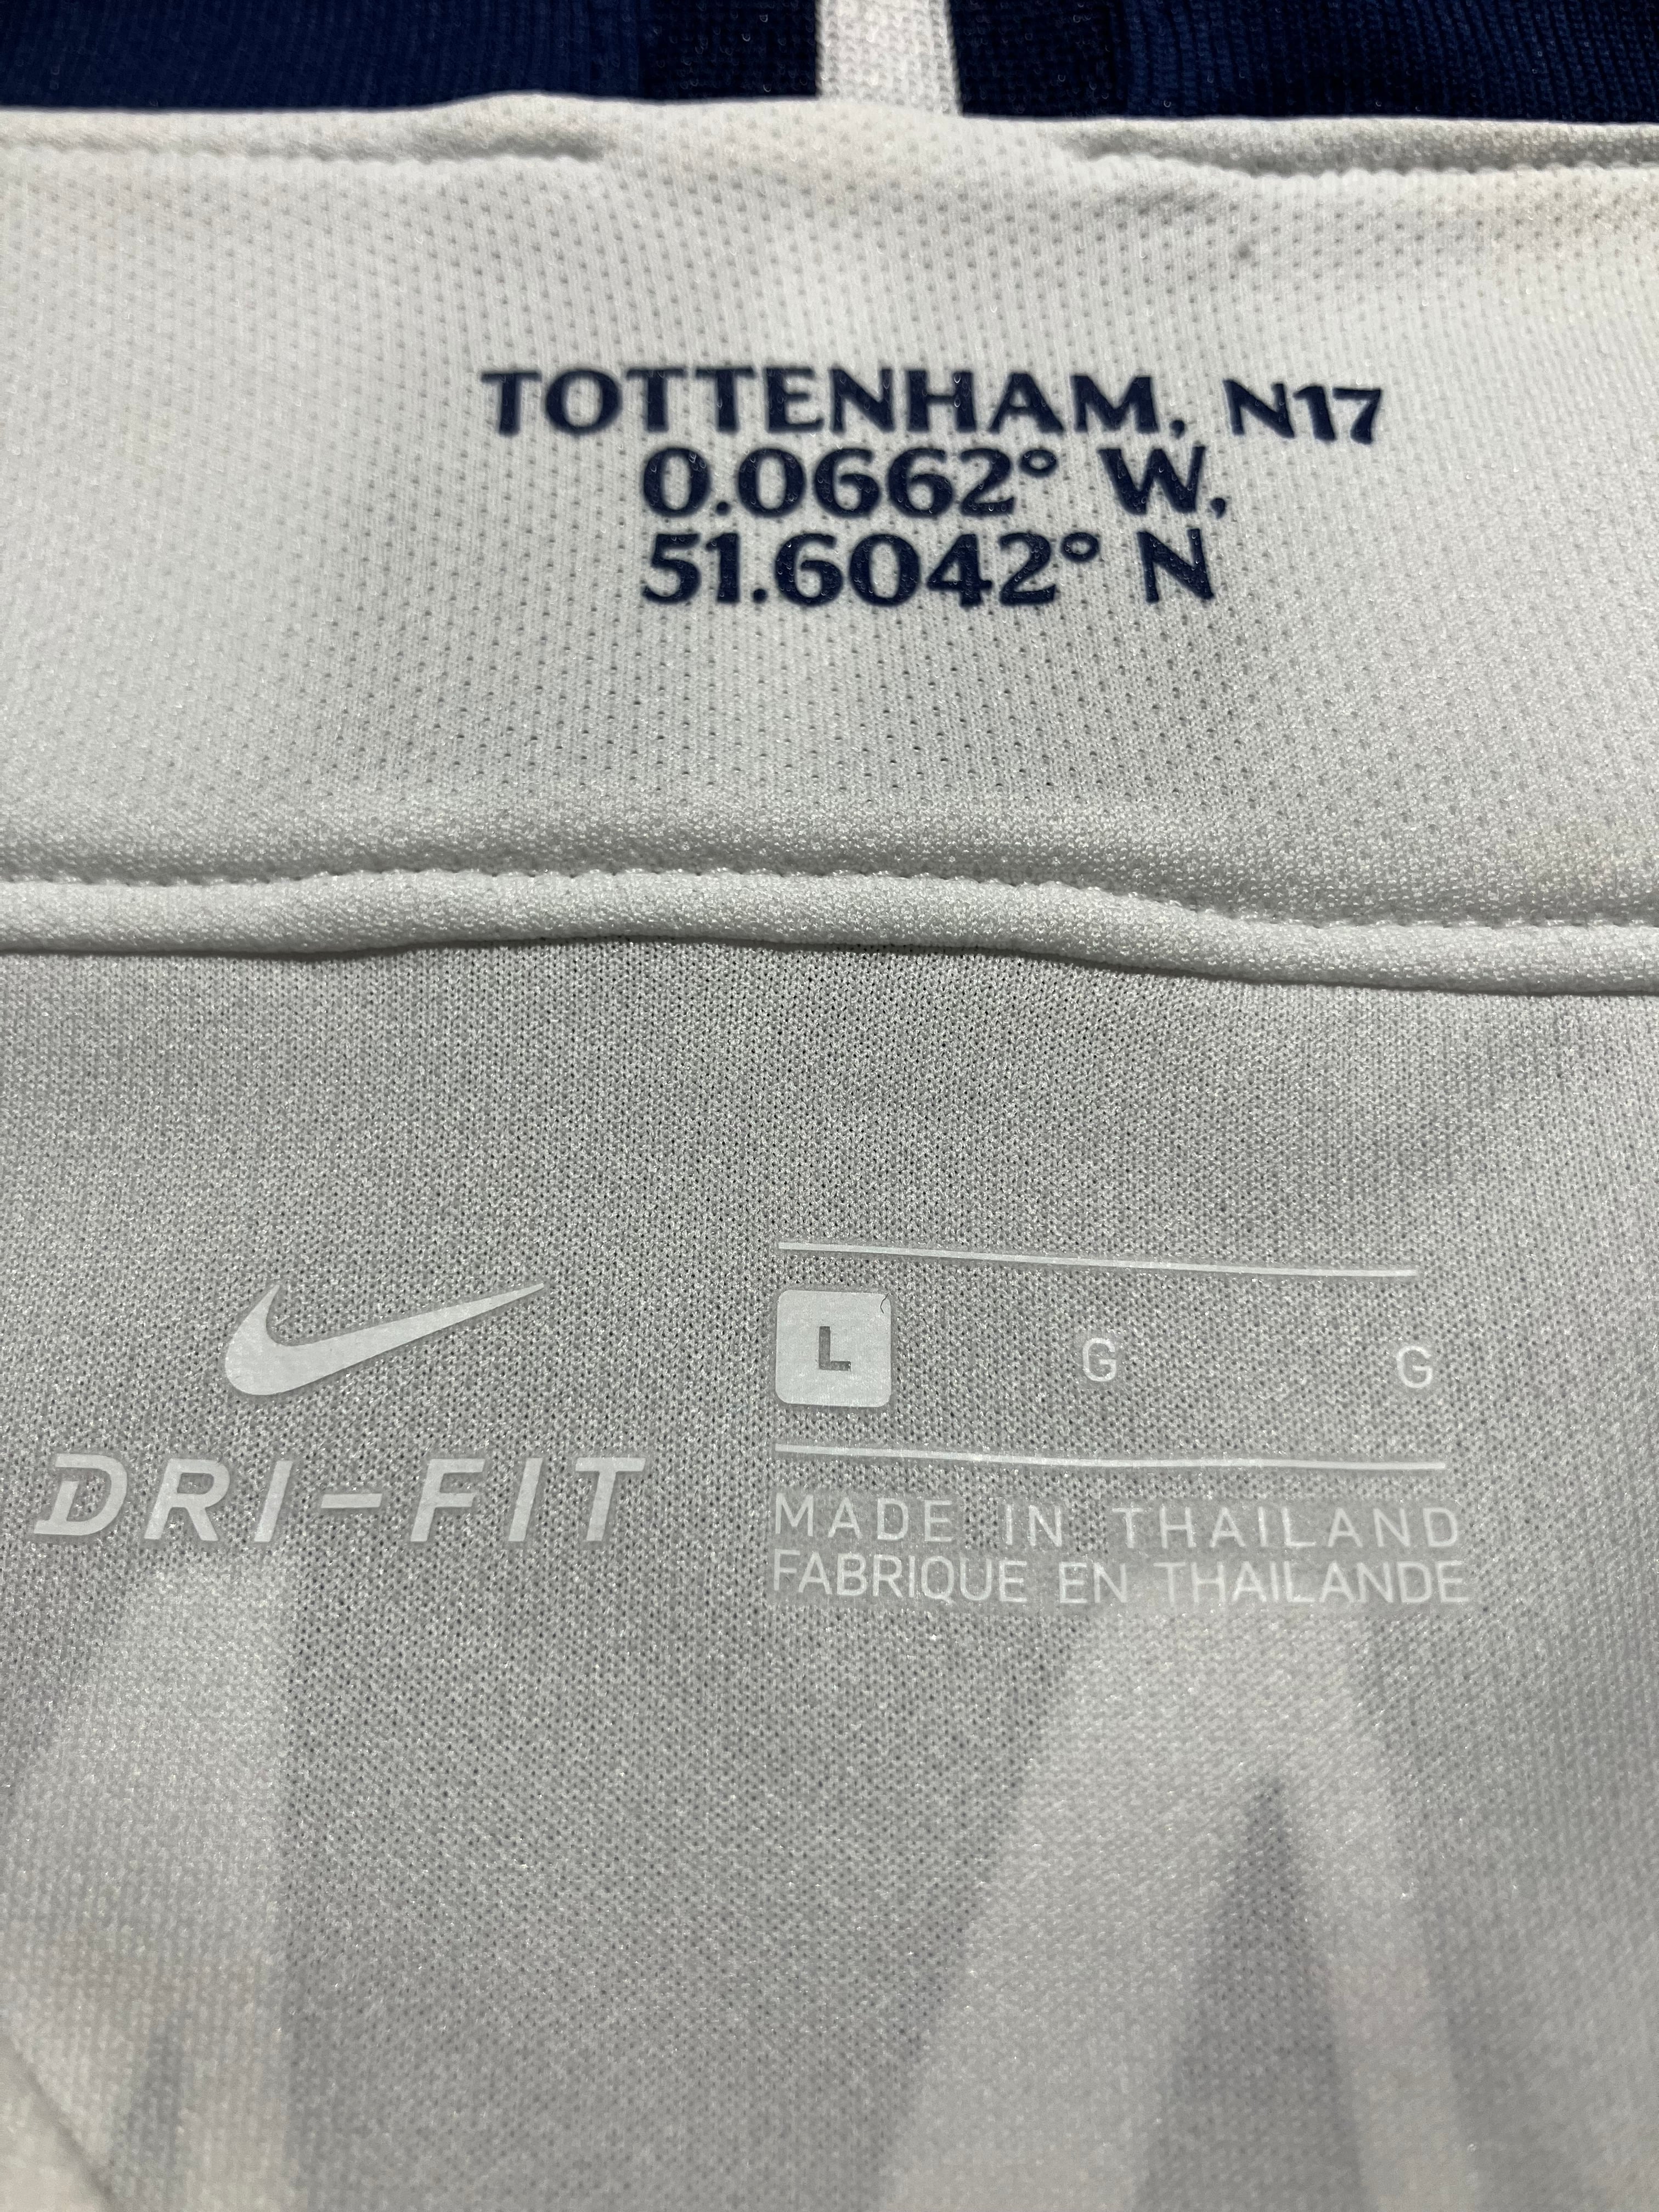 TOTTENHAM, N17
0.0662° W,
51.6042° N
DRI-FIT
L G G
MADE IN THAILAND
FABRIQUE EN THAILANDE